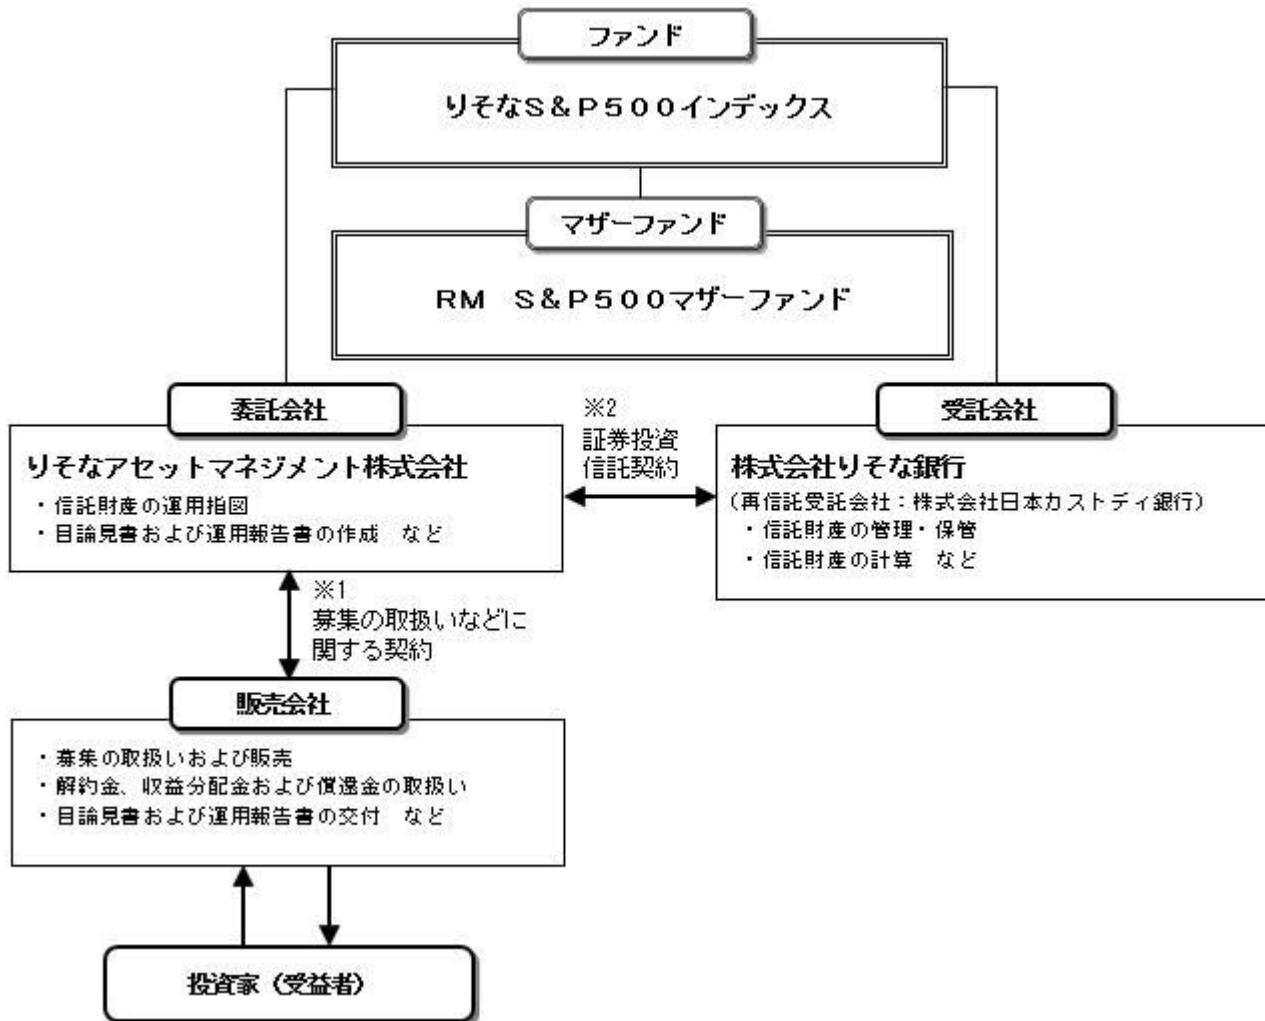 ファンド
りそなS&P500インデックス
マザーファンド
RM S&P500マザーファンド
委託会社
りそなアセットマネジメント株式会社
・信託財産の運用指図
・目論見書および運用報告書の作成 など
※2
証券投資
信託契約
受託会社
株式会社りそな銀行
(再信託受託会社:株式会社日本カストディ銀行)
・信託財産の管理・保管
・信託財産の計算 など
※1
募集の取扱いなどに
関する契約
販売会社
・募集の取扱いおよび販売
・解約金、収益分配金および償還金の取扱い
・目論見書および運用報告書の交付 など
投資家(受益者)